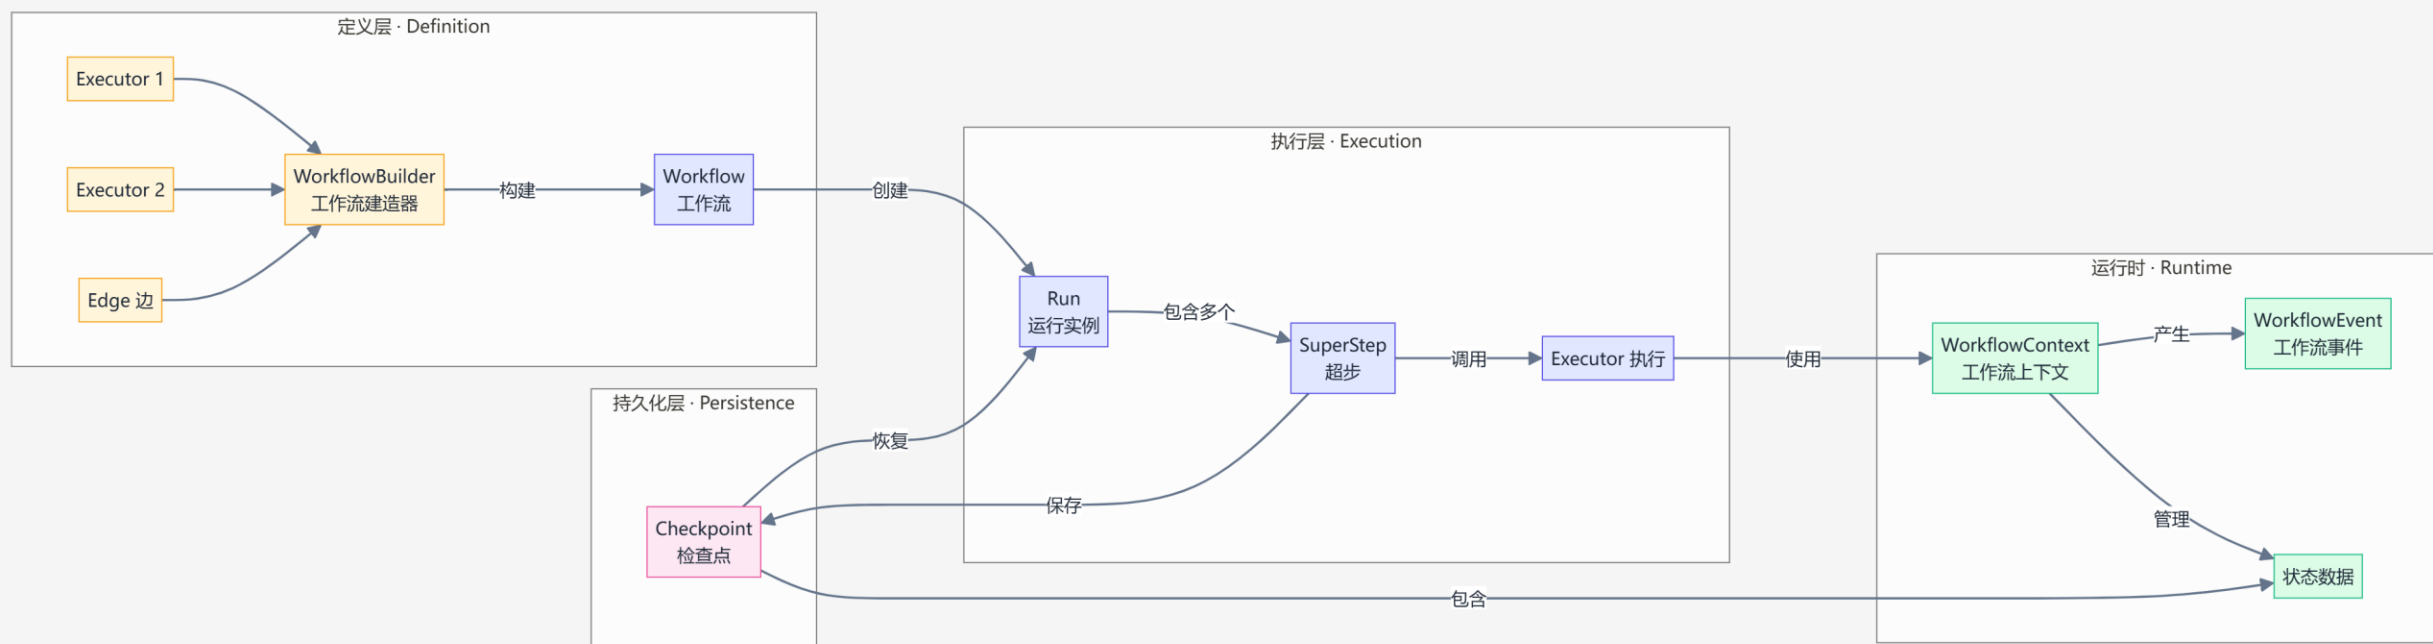 定义层 · Definition
Executor 1
Executor 2
Edge 边
WorkflowBuilder
工作流建造器
构建
Workflow
工作流
创建
执行层 · Execution
Run
运行实例
包含多个
SuperStep
超步
调用
Executor 执行
使用
运行时 · Runtime
WorkflowContext
工作流上下文
产生
WorkflowEvent
工作流事件
管理
状态数据
持久化层 · Persistence
恢复
保存
Checkpoint
检查点
包含